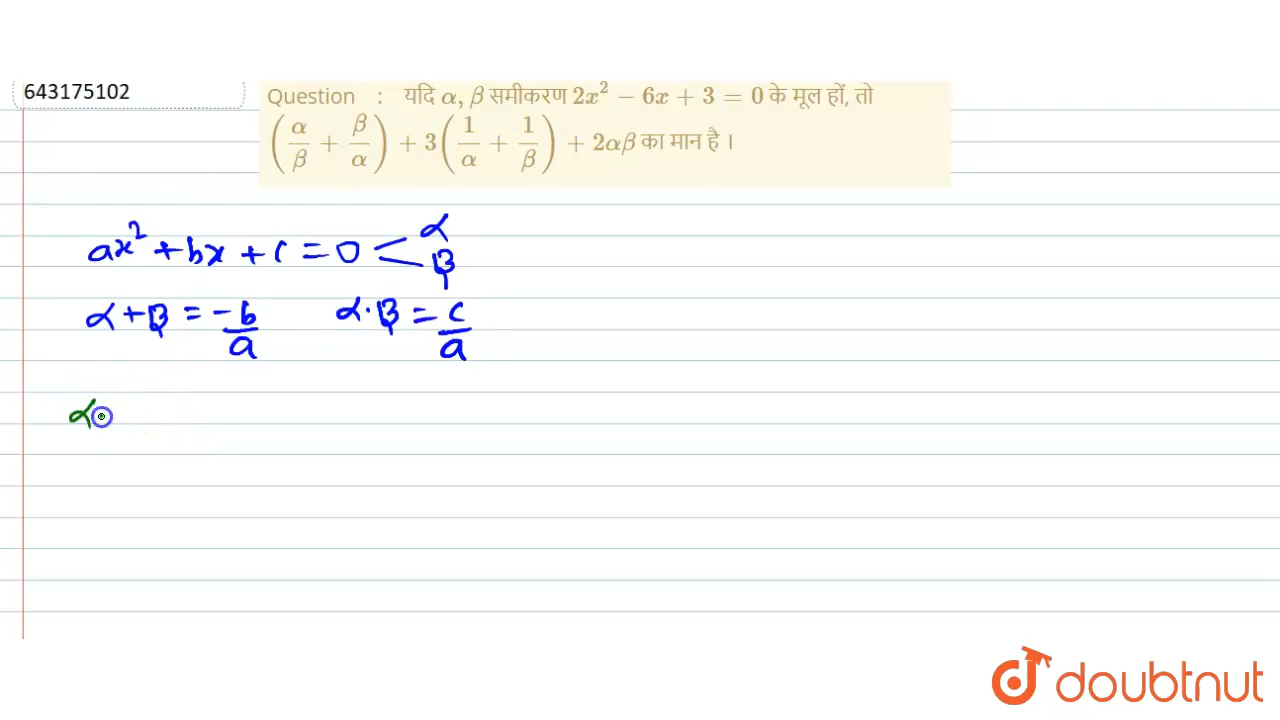 643175102
Question : यदि α, β समीकरण 2x² − 6x + 3 = 0 के मूल हों, तो
(α/β + β/α) + 3(1/α + 1/β) + 2αβ का मान है ।
ax² + bx + c = 0 < α β
α + β = -b/a α · β = c/a
α
doubtnut